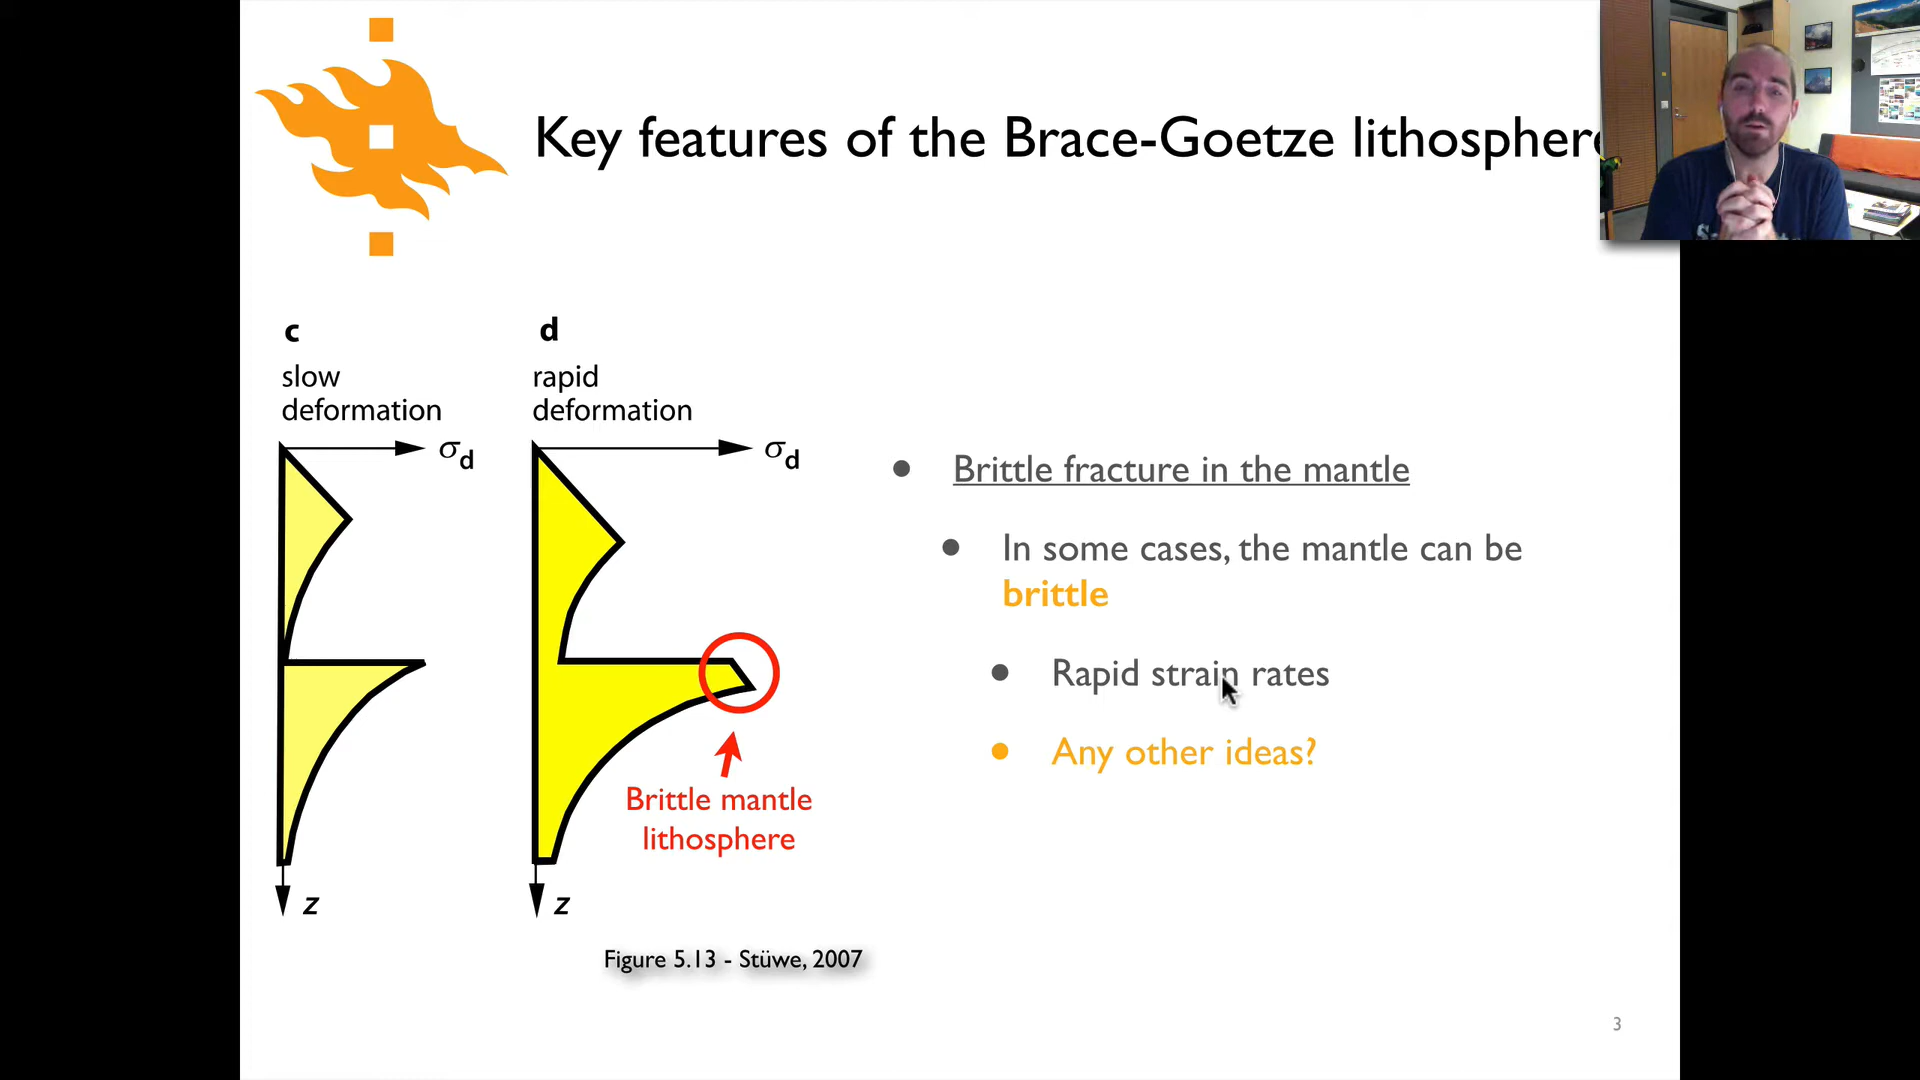 Key features of the Brace-Goetze lithosphere
c
d
slow
deformation
rapid
deformation
σd
σd
Brittle fracture in the mantle
In some cases, the mantle can be
brittle
Rapid strain rates
Any other ideas?
Brittle mantle
lithosphere
z
z
Figure 5.13 - Stüwe, 2007
3